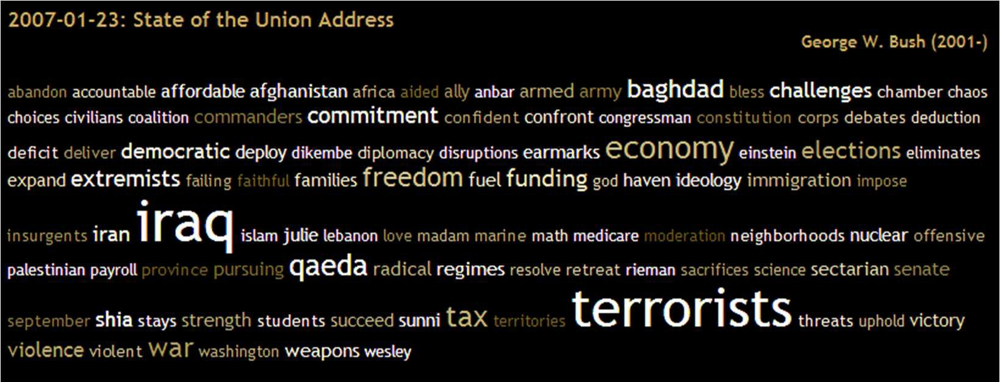 2007-01-23: State of the Union Address
George W. Bush (2001-)
abandon accountable affordable afghanistan africa aided ally anbar armed army baghdad bless challenges chamber chaos
choices civilians coalition commanders commitment confident confront congressman constitution corps debates deduction
deficit deliver democratic deploy dikembe diplomacy disruptions earmarks economy einstein elections eliminates
expand extremists failing faithful families freedom fuel funding god haven ideology immigration impose
insurgents iran iraq islam julie lebanon love madam marine math medicare moderation neighborhoods nuclear offensive
palestinian payroll province pursuing qaeda radical regimes resolve retreat rieman sacrifices science sectarian senate
september shia stays strength students succeed sunni tax territories terrorists threats uphold victory
violence violent war washington weapons wesley